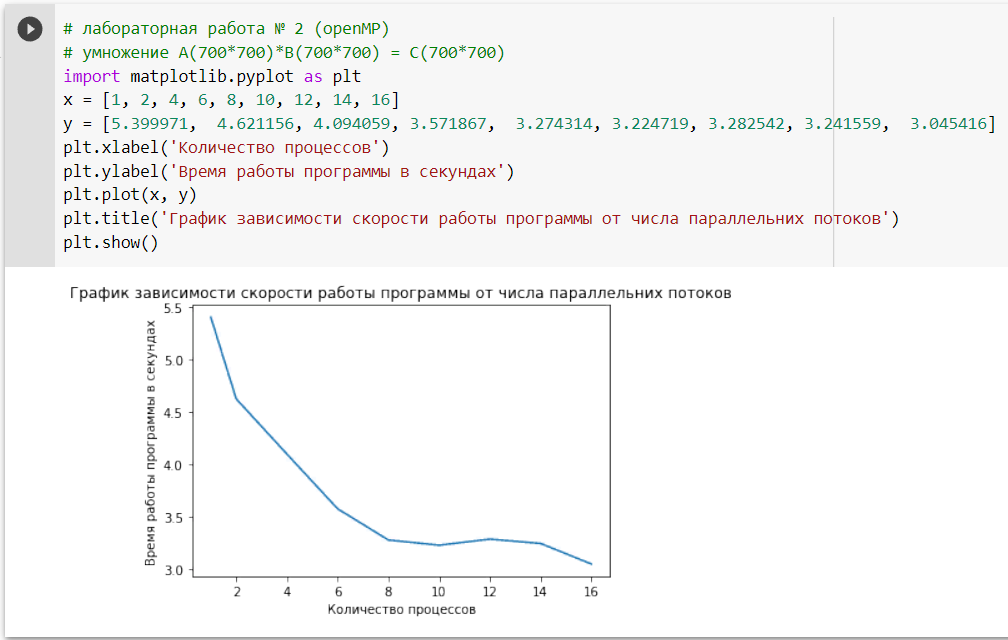 # лабораторная работа № 2 (openMP)
# умножение A(700*700)*B(700*700) = C(700*700)
import matplotlib.pyplot as plt
x = [1, 2, 4, 6, 8, 10, 12, 14, 16]
y = [5.399971,  4.621156, 4.094059, 3.571867,  3.274314, 3.224719, 3.282542, 3.241559,  3.045416]
plt.xlabel('Количество процессов')
plt.ylabel('Время работы программы в секундах')
plt.plot(x, y)
plt.title('График зависимости скорости работы программы от числа параллельних потоков')
plt.show()
График зависимости скорости работы программы от числа параллельних потоков
Время работы программы в секундах
5.5
5.0
4.5
4.0
3.5
3.0
2 4 6 8 10 12 14 16
Количество процессов